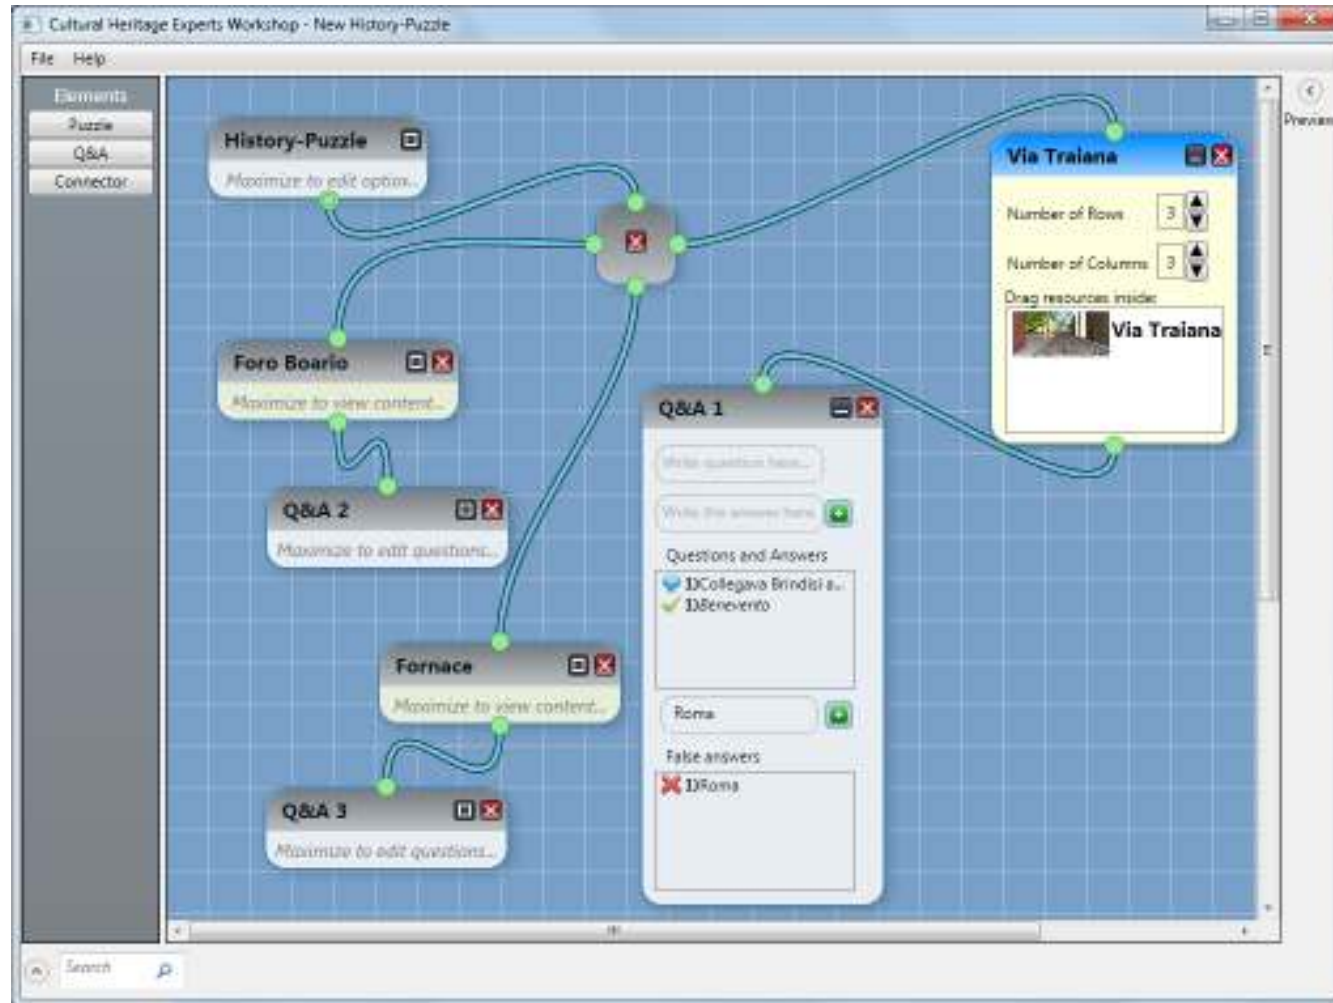 Cultural Heritage Experts Workshop - New History-Puzzle
File Help
Elements
Puzzle
Q&A
Connector
Preview
History-Puzzle
Maximize to edit option...
Via Traiana
Number of Rows 3
Number of Columns 3
Drag resources inside:
Via Traiana
Foro Boario
Maximize to view content...
Q&A 1
Write question here...
Write the answer here
Questions and Answers
1)Collegava Brindisi a...
1)Benevento
Roma
False answers
1)Roma
Q&A 2
Maximize to edit questions...
Fornace
Maximize to view content...
Q&A 3
Maximize to edit questions...
Search